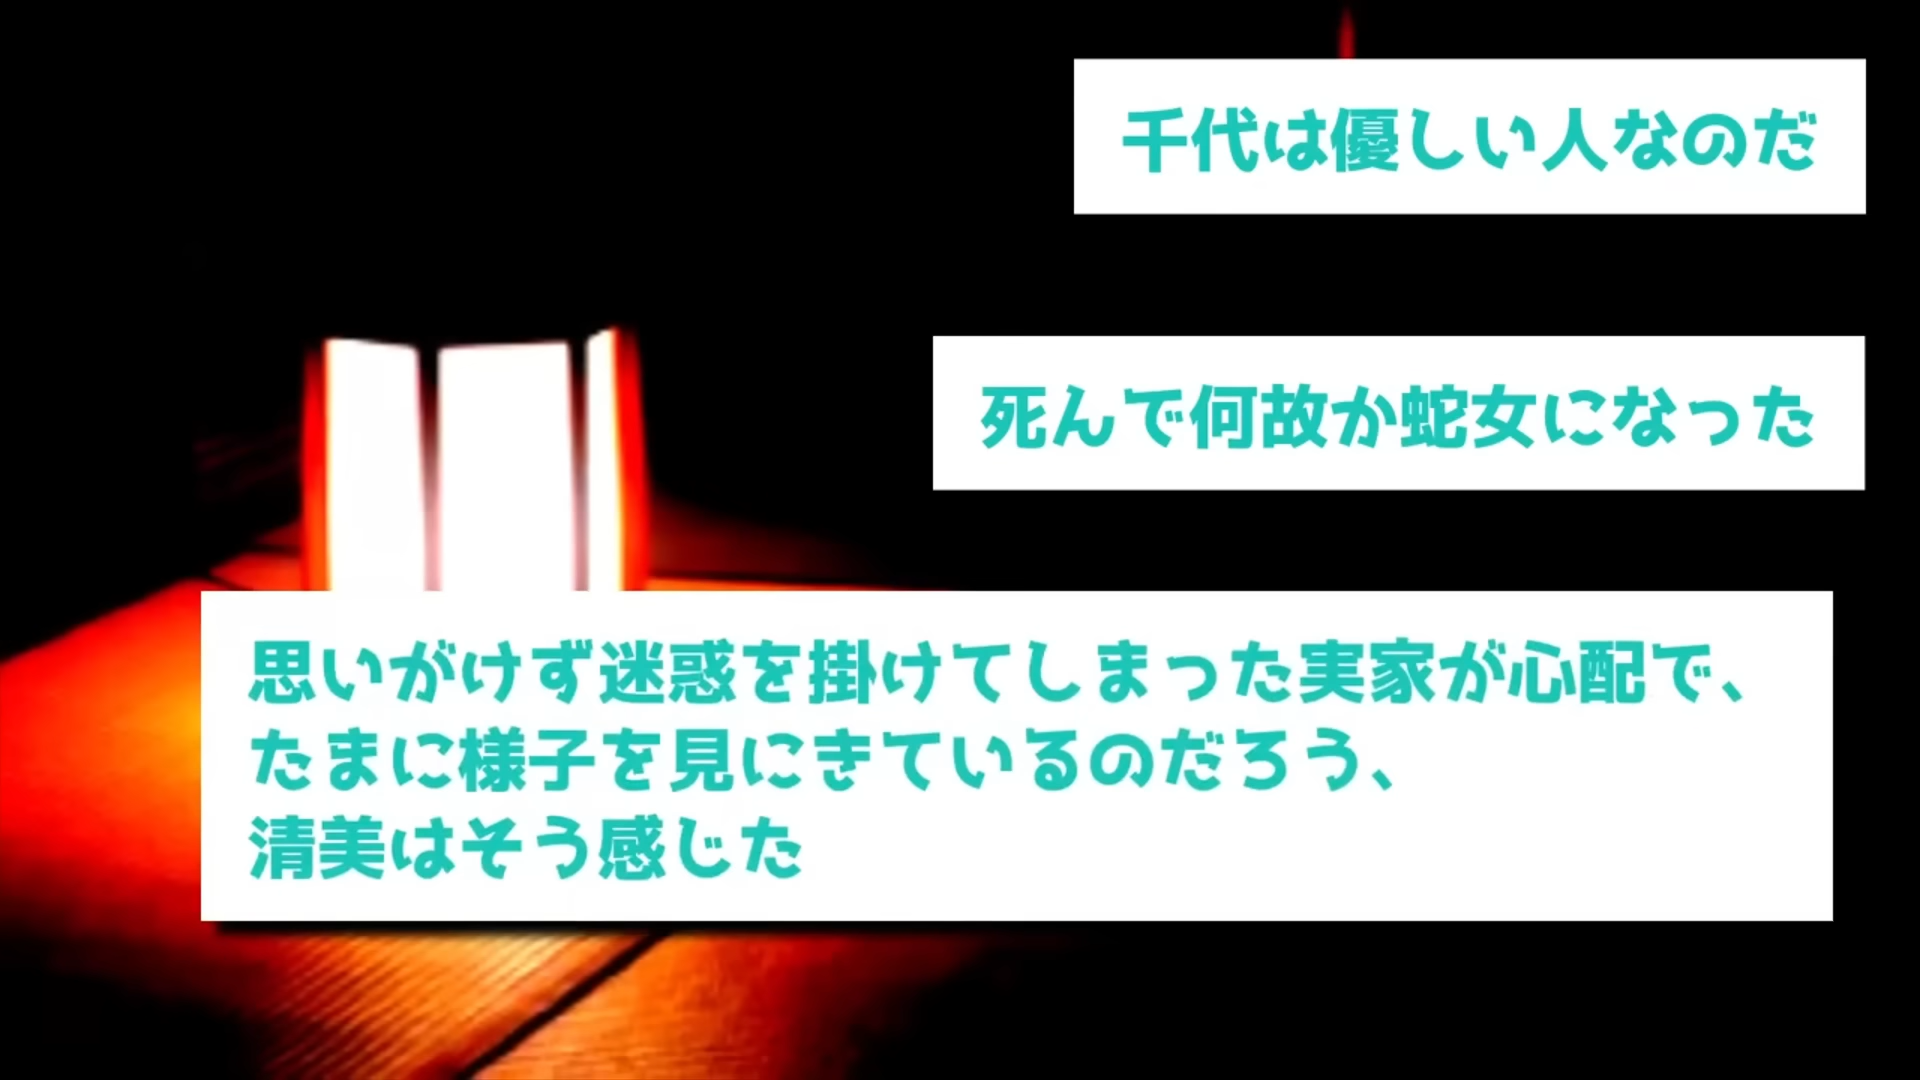 千代は優しい人なのだ
死んで何故か蛇女になった
思いがけず迷惑を掛けてしまった実家が心配で、
たまに様子を見にきているのだろう、
清美はそう感じた